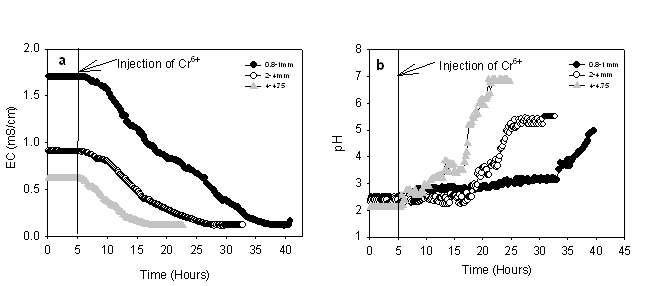 a
Injection of Cr6+
0.8-1mm
2-4mm
4-4.75
2.0
1.5
1.0
0.5
0.0
EC (mS/cm)
0 5 10 15 20 25 30 35 40
Time (Hours)
b
Injection of Cr6+
0.8-1mm
2-4mm
4-4.75
7
6
5
4
3
2
1
pH
0 5 10 15 20 25 30 35 40 45
Time (Hours)